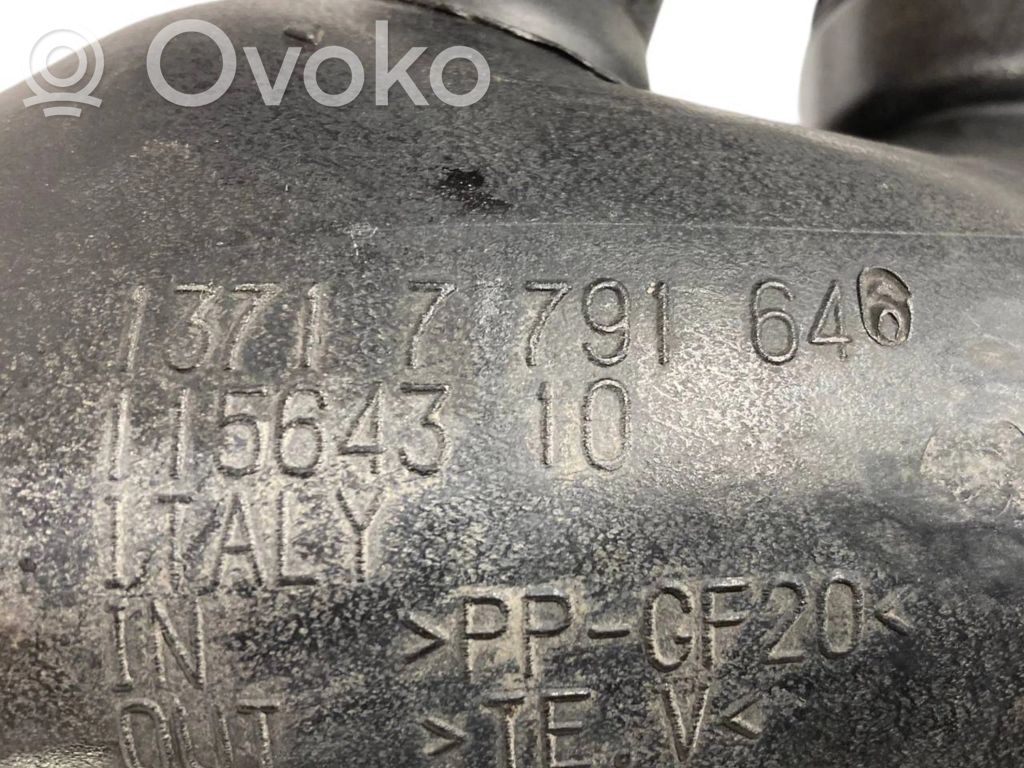 Ovoko
1371 7 791 646
115643 10
ITALY
IN >PP-GF20<
OUT >TE V<